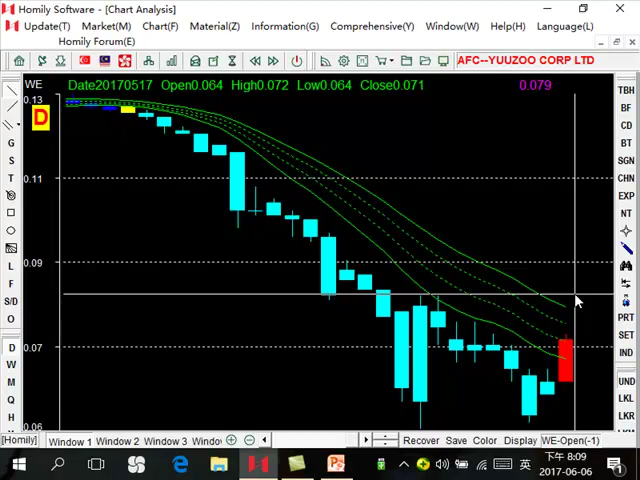 Homily Software - [Chart Analysis]
Update(T) Market(M) Chart(F) Material(Z) Information(G) Comprehensive(Y) Window(W) Help(H) Language(L)
Homily Forum(E)
AFC--YUUZOO CORP LTD
WE Date20170517 Open0.064 High0.072 Low0.064 Close0.071 0.079
0.13
D
0.11
0.09
0.07
0.06
G
S
T
L
F
S/D
O
D
W
M
Q
H
TBH
BF
CD
BT
SGN
CHN
EXP
NT
PRT
SET
IND
UND
LKL
LKR
[Homily] Window 1 Window 2 Window 3 Windo Recover Save Color Display WE-Open(-1)
英 下午 8:09
2017-06-06
1